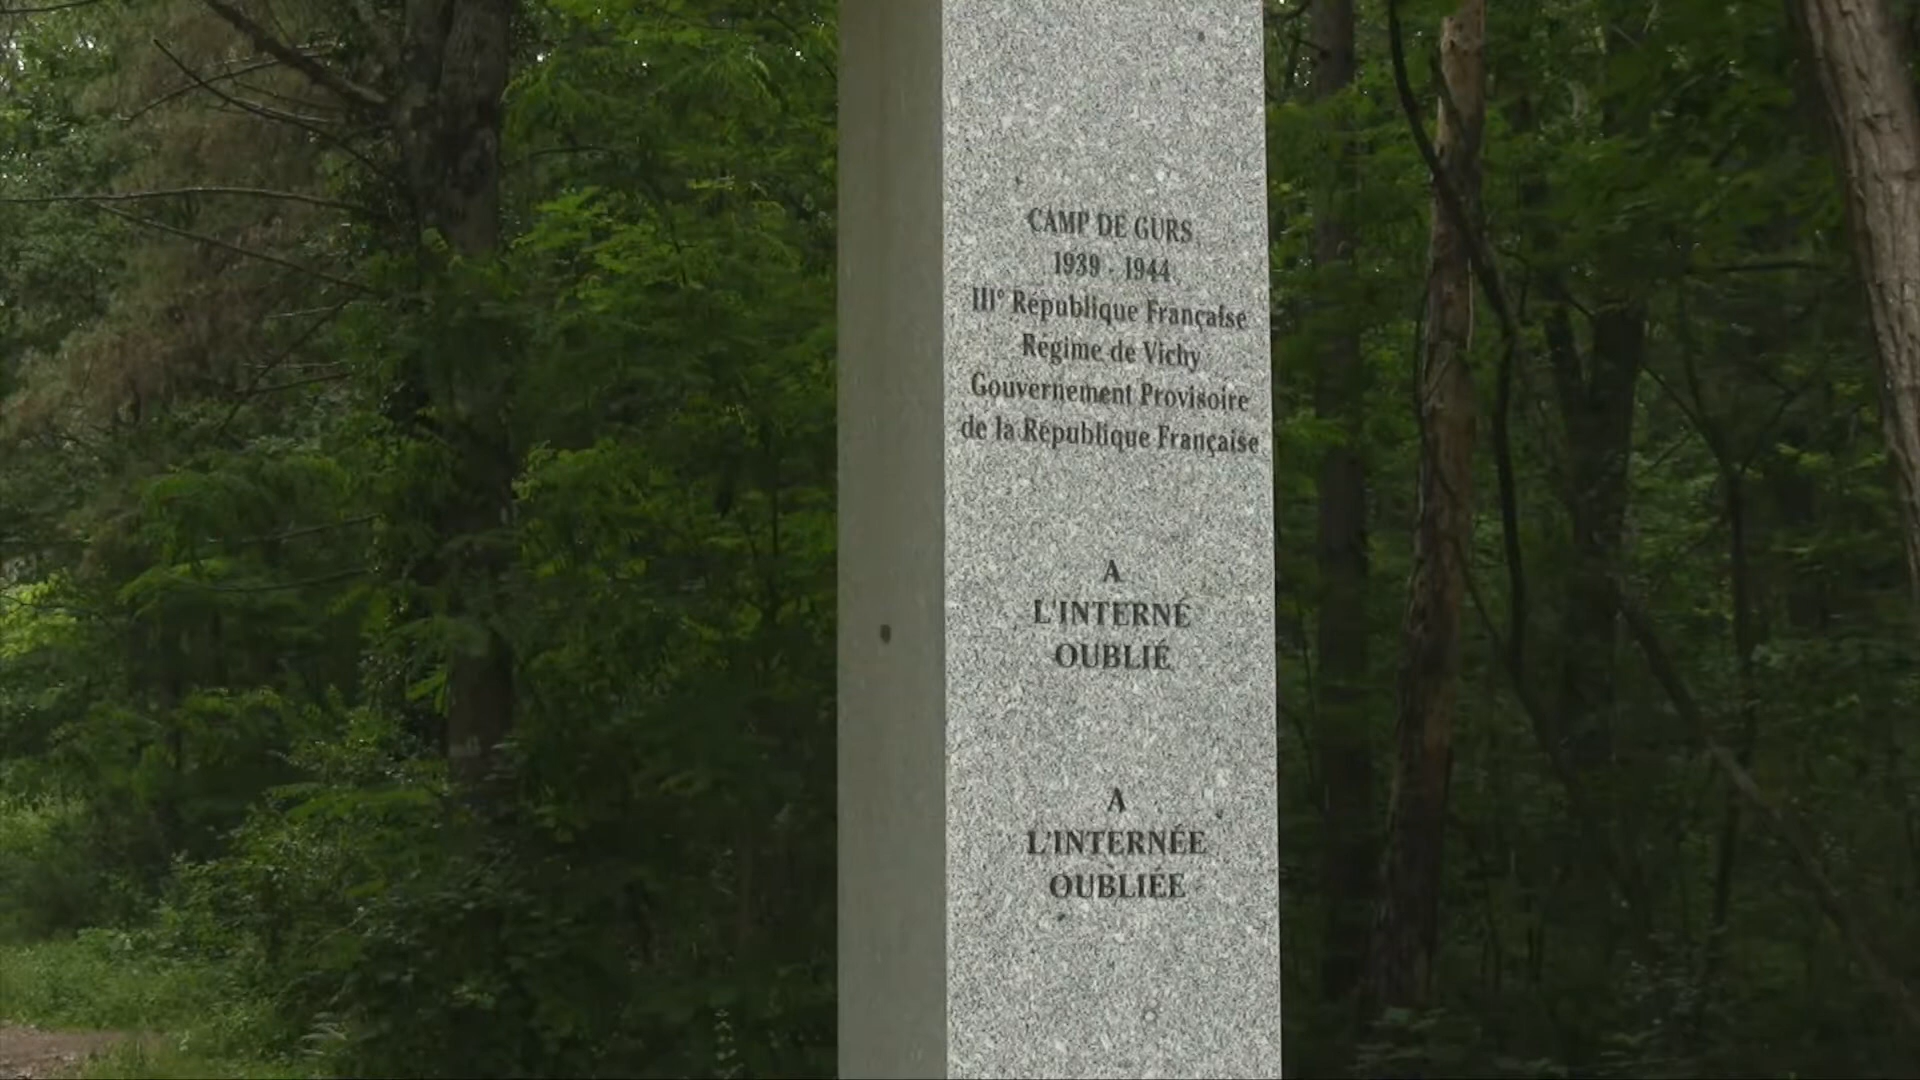 CAMP DE GURS
1939 - 1944
III° République Française
Régime de Vichy
Gouvernement Provisoire
de la République Française
A
L'INTERNÉ
OUBLIÉ
A
L'INTERNÉE
OUBLIÉE